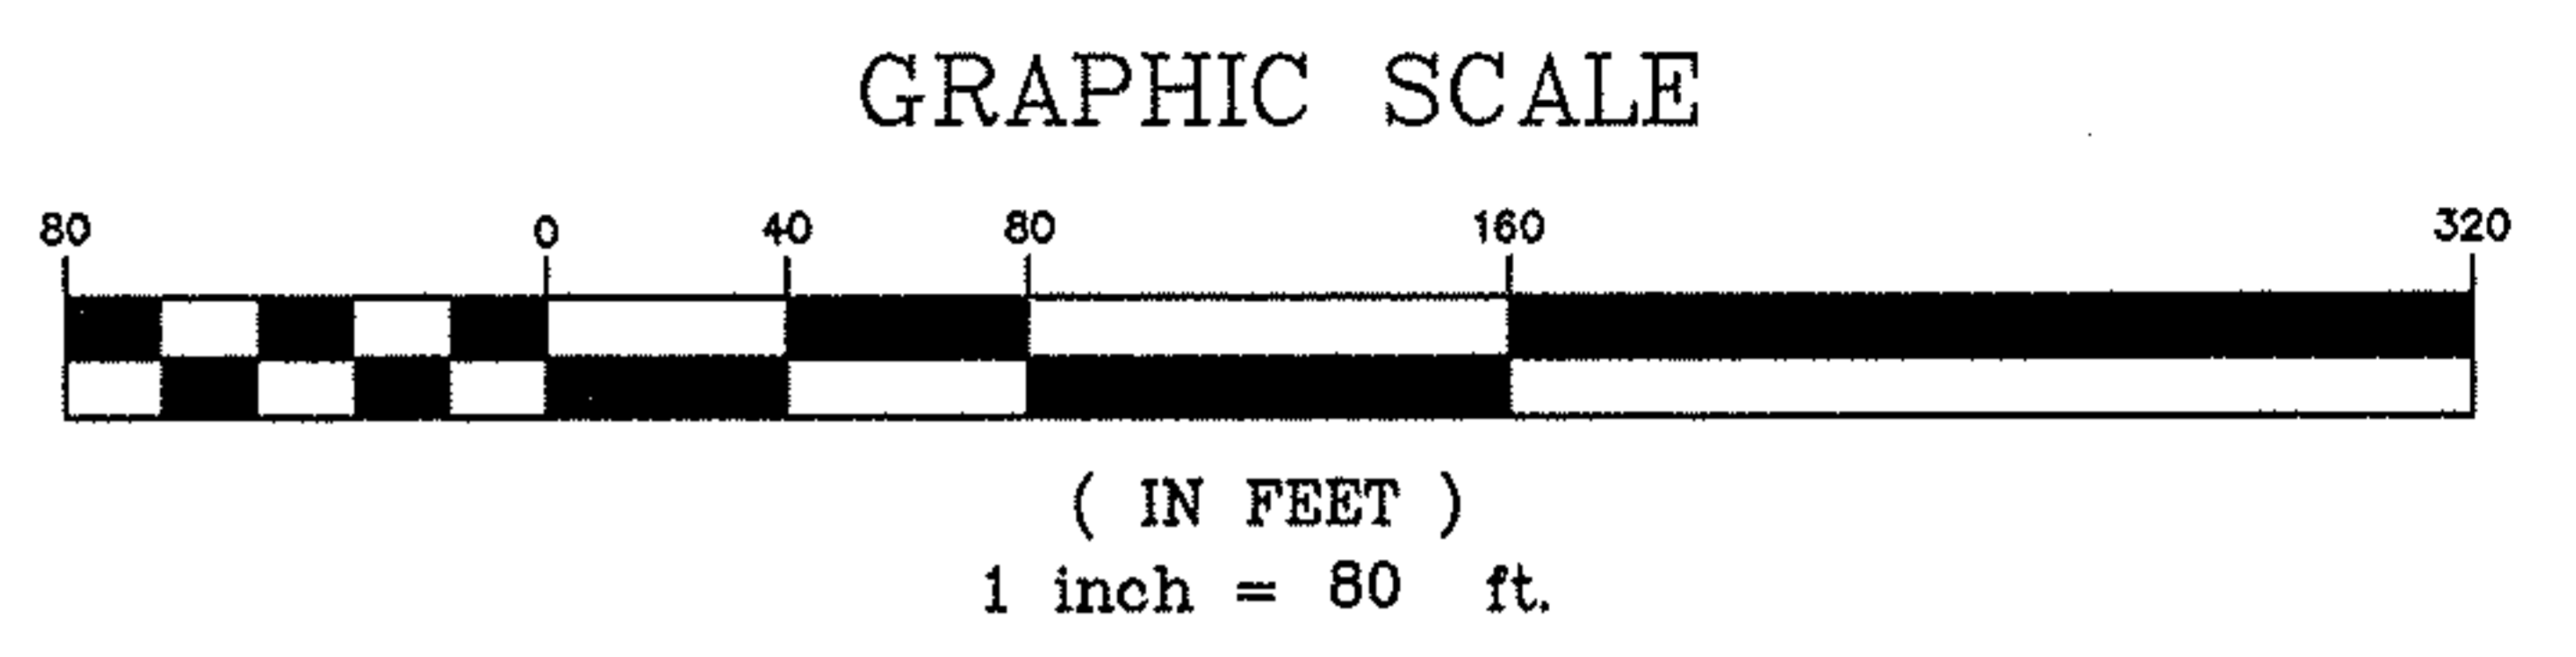 GRAPHIC SCALE
80 0 40 80 160 320
( IN FEET )
1 inch = 80 ft.